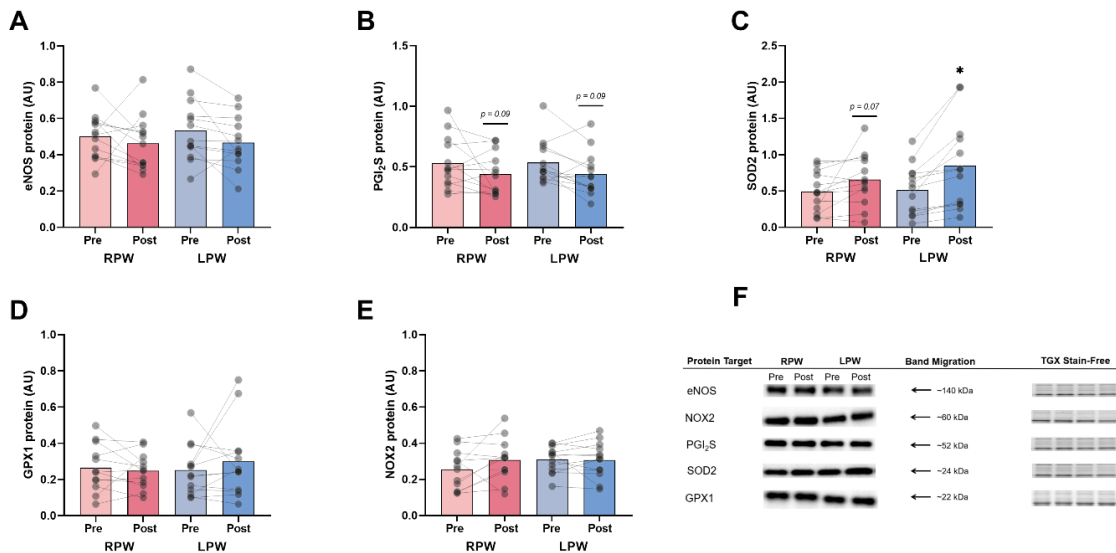 A
eNOS protein (AU)
1.0
0.8
0.6
0.4
0.2
0.0
Pre Post Pre Post
RPW LPW
B
PGI₂S protein (AU)
1.5
1.0
0.5
0.0
p = 0.09
p = 0.09
Pre Post Pre Post
RPW LPW
C
SOD2 protein (AU)
2.5
2.0
1.5
1.0
0.5
0.0
p = 0.07
*
Pre Post Pre Post
RPW LPW
D
GPX1 protein (AU)
1.0
0.8
0.6
0.4
0.2
0.0
Pre Post Pre Post
RPW LPW
E
NOX2 protein (AU)
1.0
0.8
0.6
0.4
0.2
0.0
Pre Post Pre Post
RPW LPW
F
Protein Target RPW LPW Band Migration TGX Stain-Free
Pre Post Pre Post
eNOS ~140 kDa
NOX2 ~60 kDa
PGI₂S ~52 kDa
SOD2 ~24 kDa
GPX1 ~22 kDa